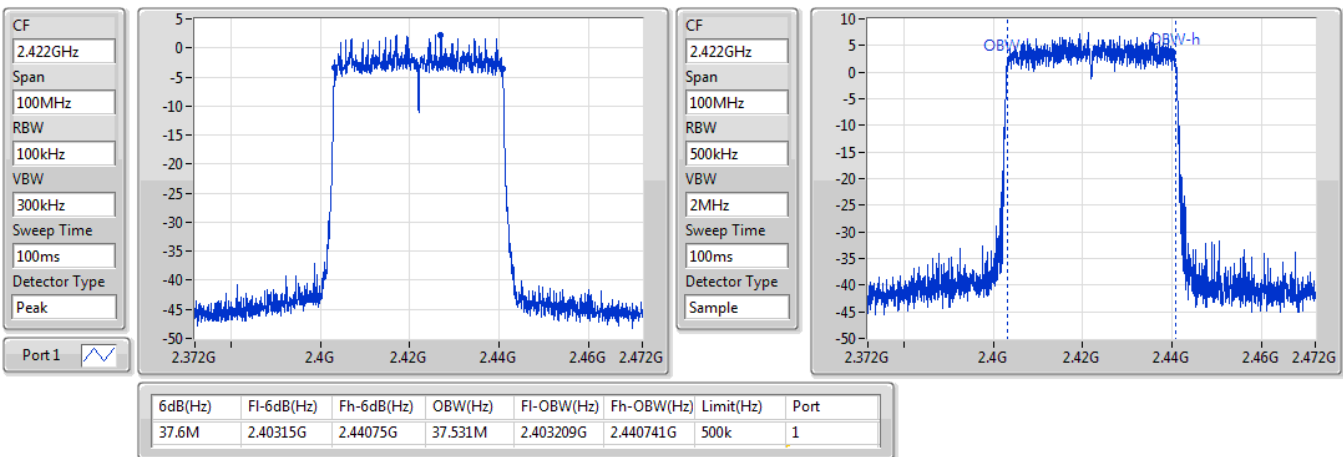 CF
2.422GHz
Span
100MHz
RBW
100kHz
VBW
300kHz
Sweep Time
100ms
Detector Type
Peak
Port 1
5
0
-5
-10
-15
-20
-25
-30
-35
-40
-45
-50
2.372G 2.4G 2.42G 2.44G 2.46G 2.472G
CF
2.422GHz
Span
100MHz
RBW
500kHz
VBW
2MHz
Sweep Time
100ms
Detector Type
Sample
10
5
0
-5
-10
-15
-20
-25
-30
-35
-40
-45
-50
OBW OBW-h
2.372G 2.4G 2.42G 2.44G 2.46G 2.472G
6dB(Hz) Fl-6dB(Hz) Fh-6dB(Hz) OBW(Hz) Fl-OBW(Hz) Fh-OBW(Hz) Limit(Hz) Port
37.6M 2.40315G 2.44075G 37.531M 2.403209G 2.440741G 500k 1